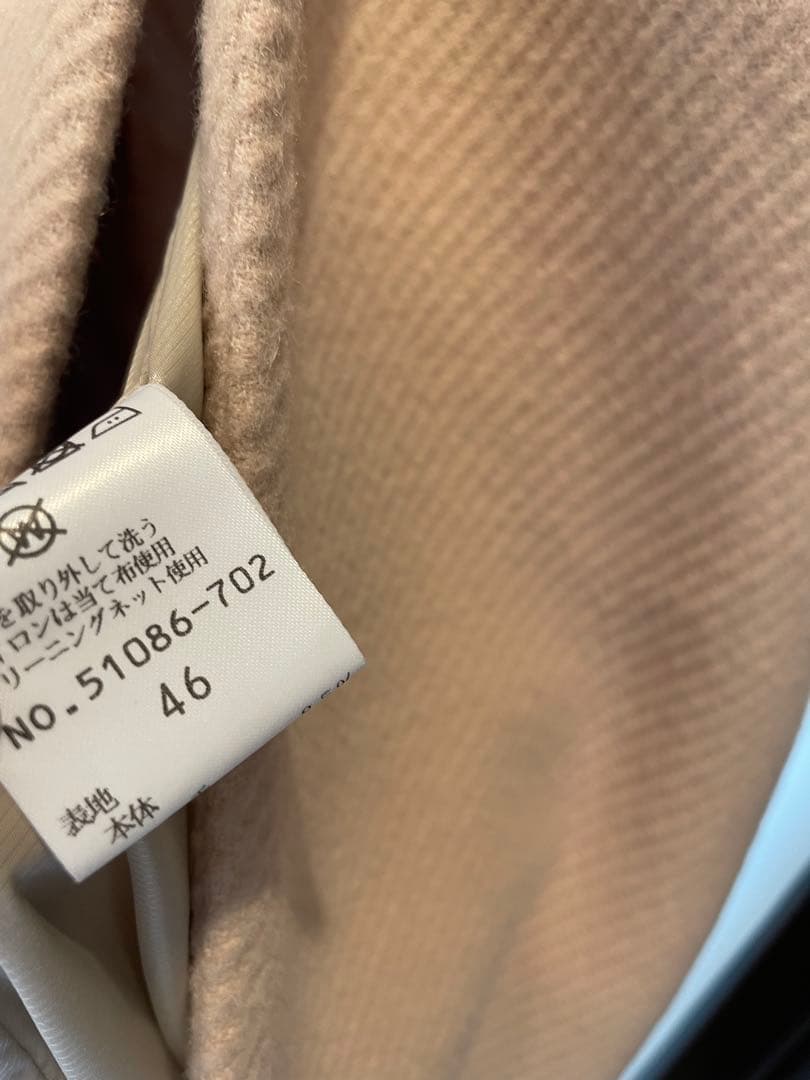 W
を取り外して洗う
イロンは当て布使用
リーニングネット使用
NO.51086-702
46
表地
本体